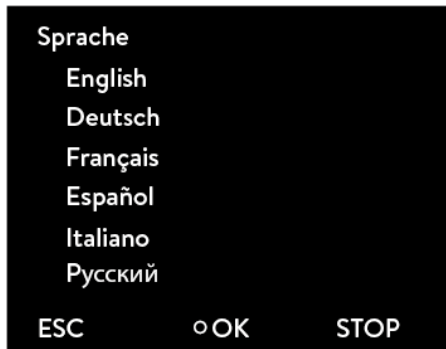 Sprache
English
Deutsch
Français
Español
Italiano
Русский
ESC ○OK STOP